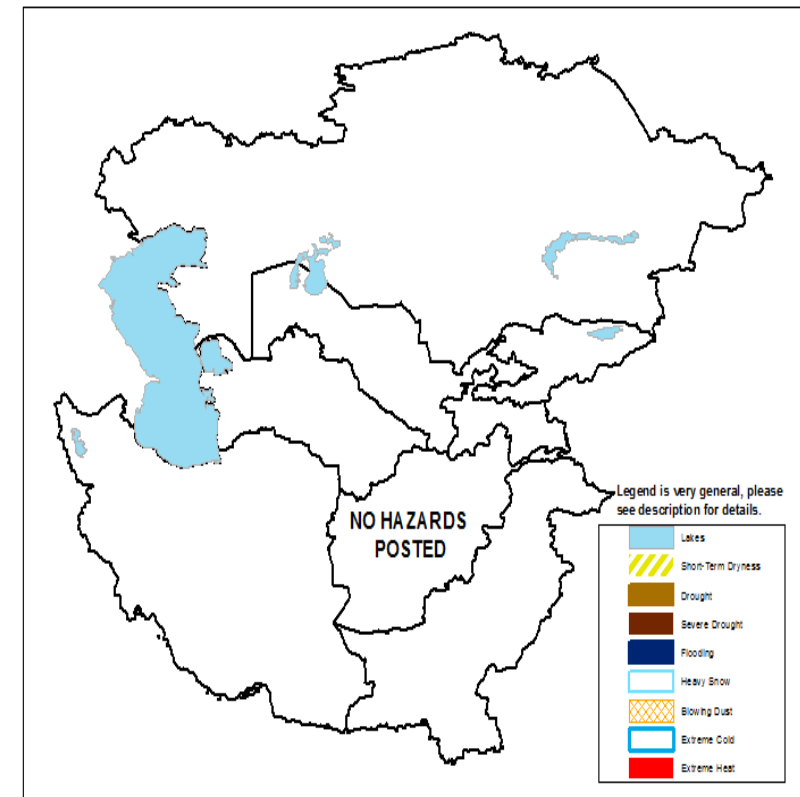 NO HAZARDS
POSTED
Legend is very general, please
see description for details.
Lakes
Short-Term Dryness
Drought
Severe Drought
Flooding
Heavy Snow
Blowing Dust
Extreme Cold
Extreme Heat